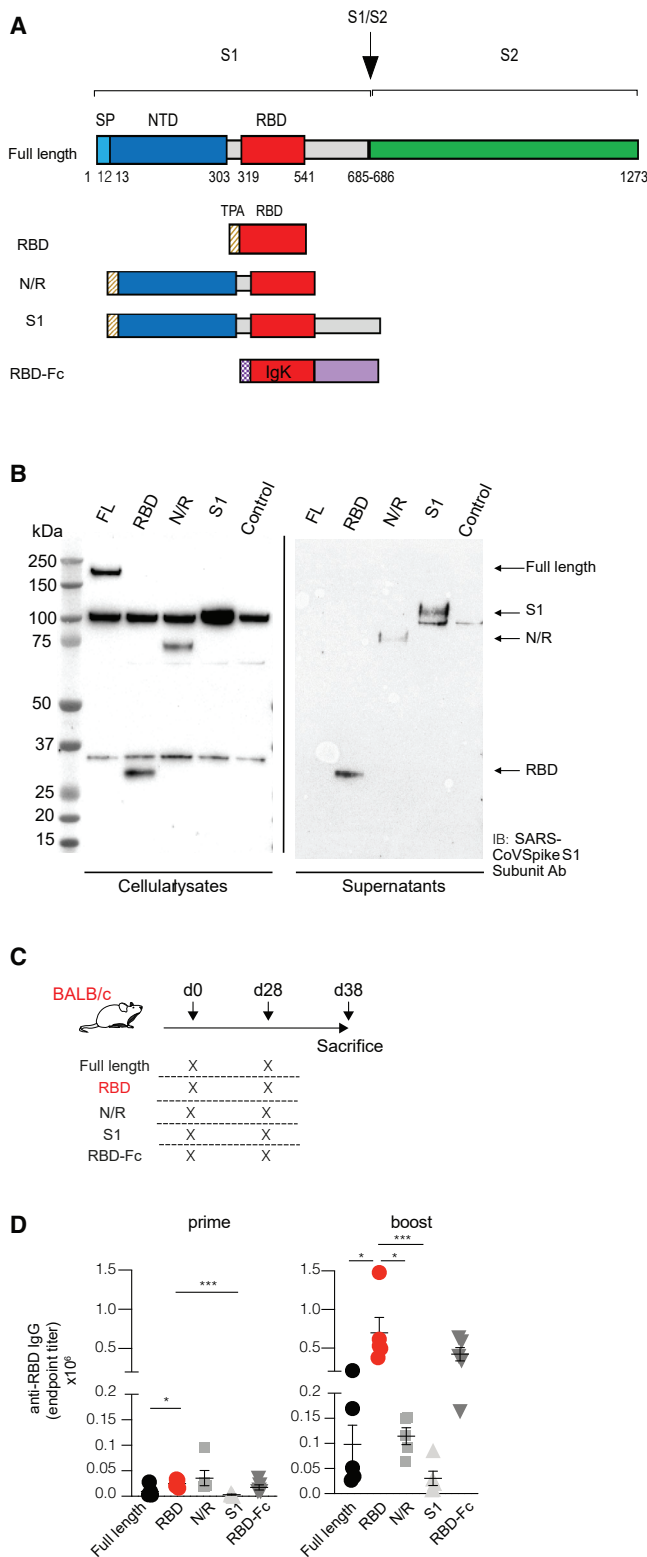 A
S1/S2
S1
S2
SP NTD RBD
Full length
1 12 13 303 319 541 685-686 1273
TPA RBD
RBD
N/R
S1
RBD-Fc
IgK
B
kDa
FL RBD N/R S1 Control
FL RBD N/R S1 Control
250
150
100
75
50
37
25
20
15
Full length
S1
N/R
RBD
IB: SARS-
CoVSpike S1
Subunit Ab
Cellularlysates
Supernatants
C
BALB/c
d0 d28 d38
Sacrifice
Full length X X
RBD X X
N/R X X
S1 X X
RBD-Fc X X
D
prime
boost
anti-RBD IgG
(endpoint titer)
x10⁶
1.5
1.0
0.5
0.2
0.15
0.1
0.05
0.0
***
*
Full length RBD N/R S1 RBD-Fc
1.5
1.0
0.5
0.2
0.15
0.1
0.05
0.00
***
* *
Full length RBD N/R S1 RBD-Fc